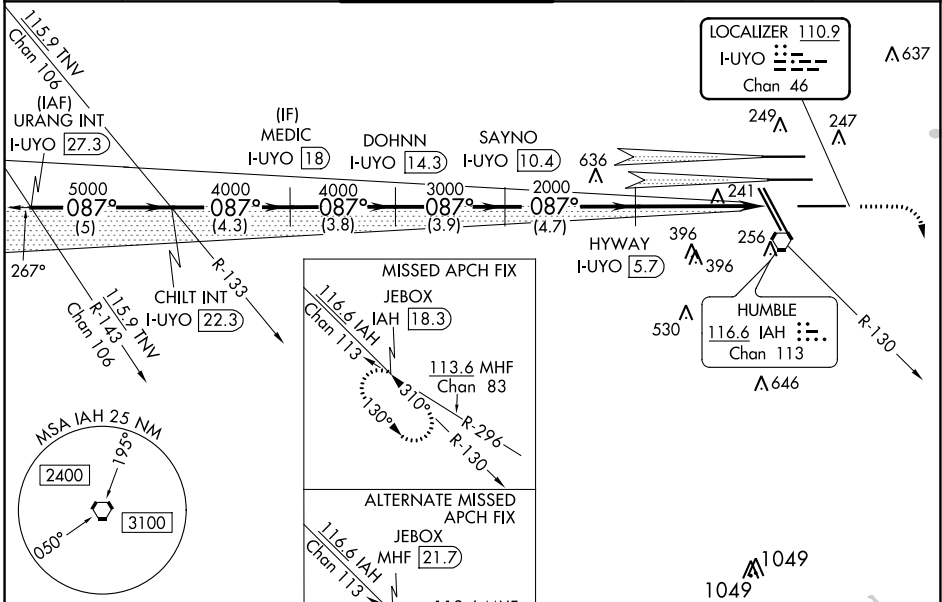 115.9 TNV
Chan 106
(IAF)
URANG INT
I-UYO 27.3
(IF)
MEDIC
I-UYO 18
DOHNN
I-UYO 14.3
SAYNO
I-UYO 10.4
LOCALIZER 110.9
I-UYO
Chan 46
637
249
247
636
241
5000
087°
(5)
4000
087°
(4.3)
4000
087°
(3.8)
3000
087°
(3.9)
2000
087°
(4.7)
267°
R-133
CHILT INT
I-UYO 22.3
115.9 TNV
R-143
Chan 106
HYWAY
I-UYO 5.7
396
396
256
530
HUMBLE
116.6 IAH
Chan 113
R-130
646
MISSED APCH FIX
JEBOX
IAH 18.3
116.6 IAH
Chan 113
113.6 MHF
Chan 83
310°
130°
R-296
R-130
MSA IAH 25 NM
195°
2400
3100
050°
ALTERNATE MISSED
APCH FIX
JEBOX
MHF 21.7
116.6 IAH
Chan 113
1049
1049